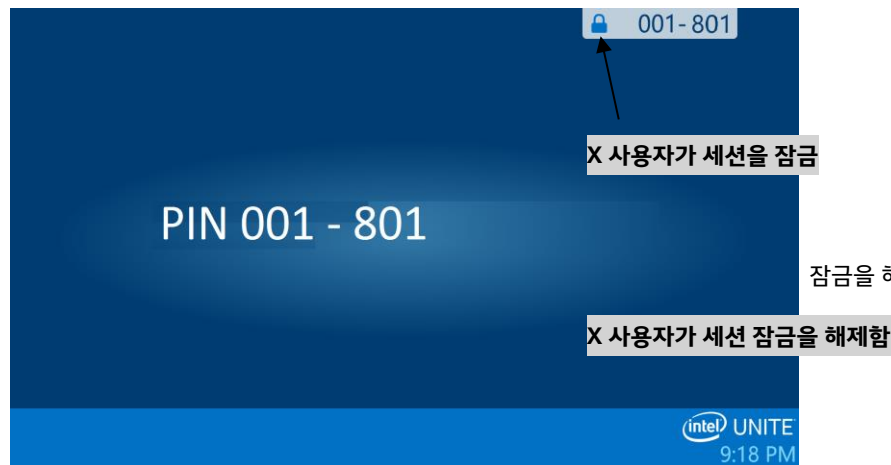 001-801
X 사용자가 세션을 잠금
PIN 001 - 801
잠금을
X 사용자가 세션 잠금을 해제함
intel UNITE
9:18 PM